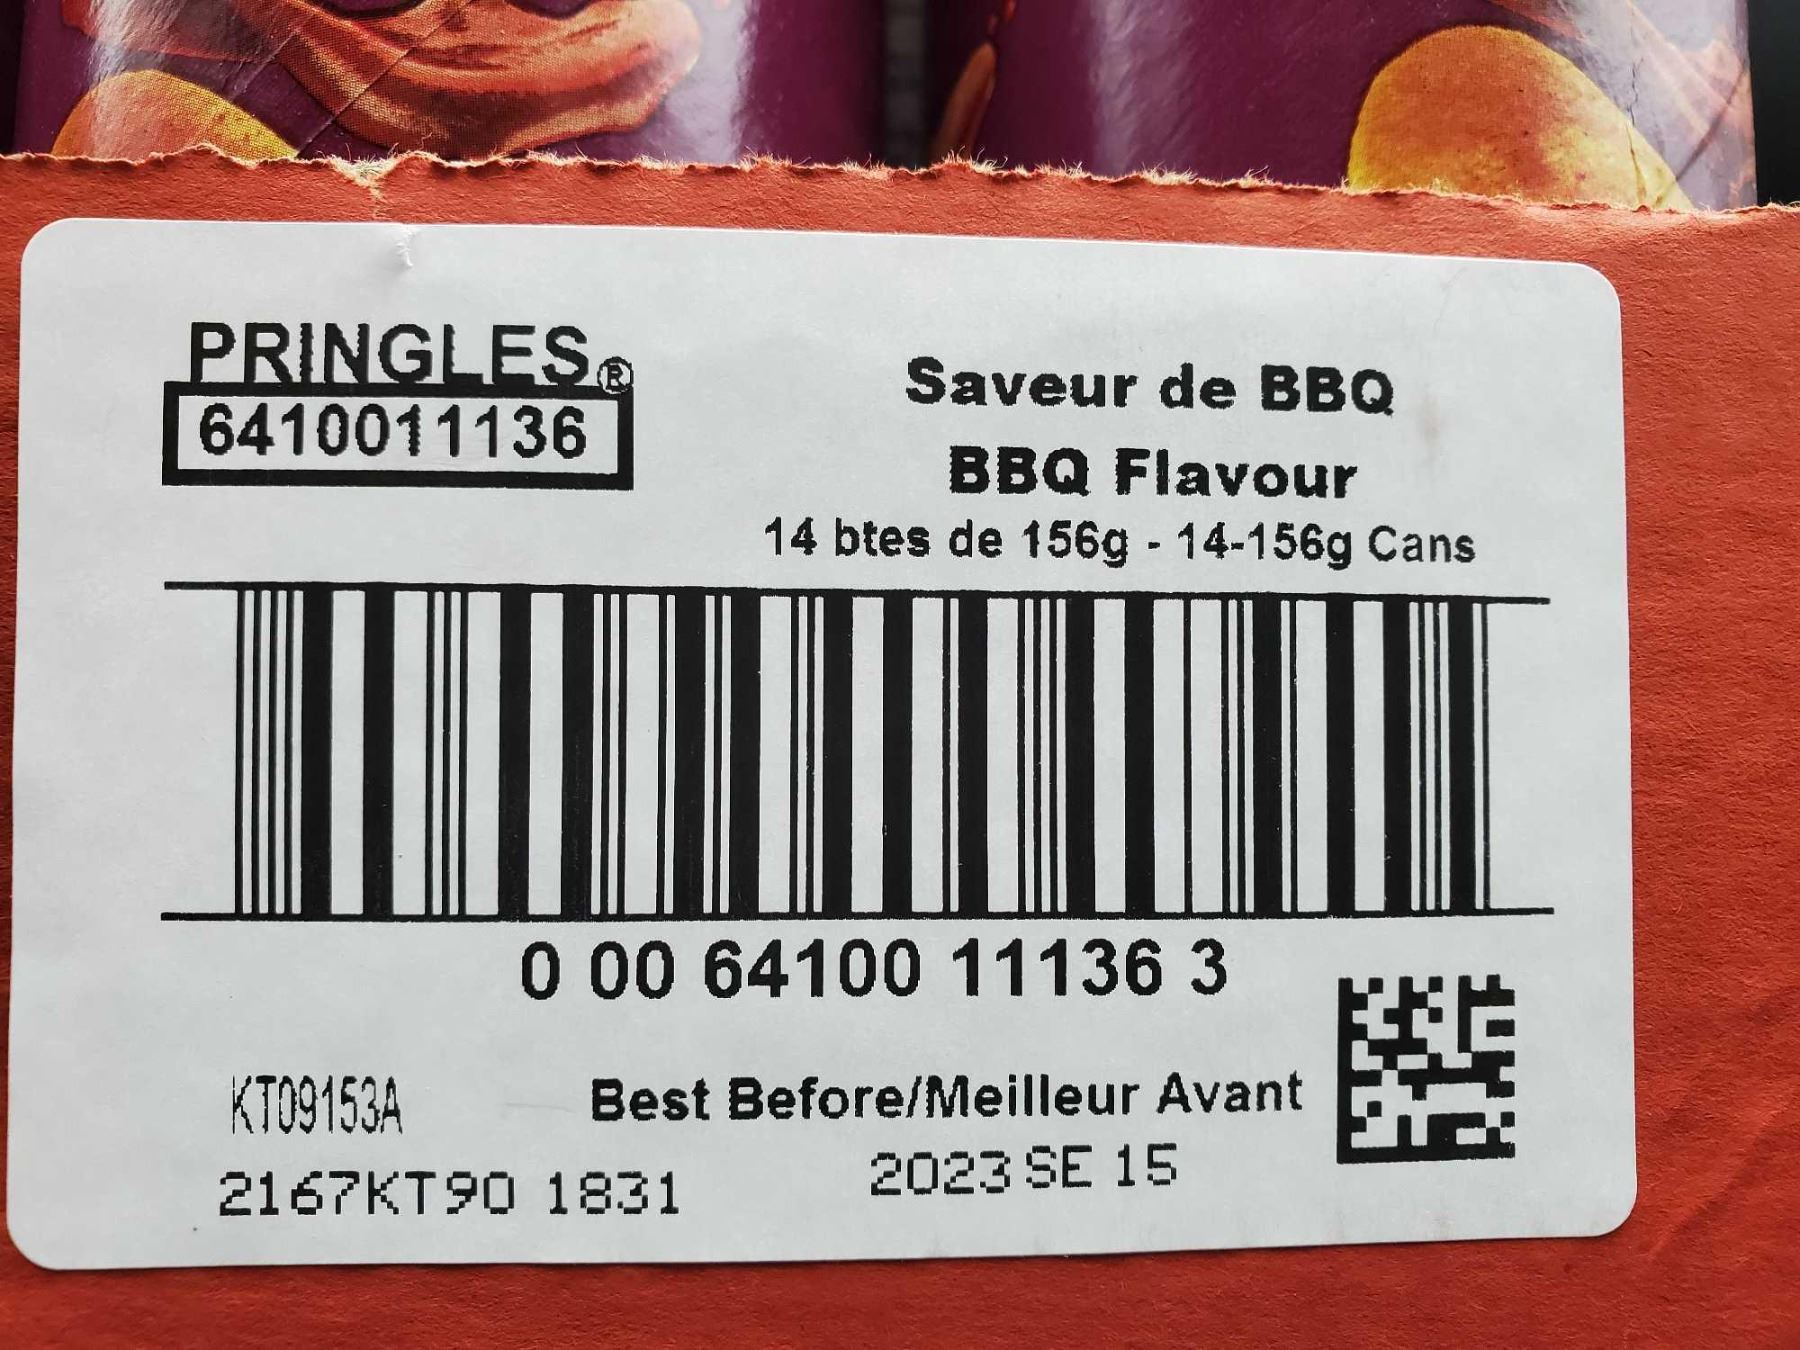 PRINGLES®
6410011136
Saveur de BBQ
BBQ Flavour
14 btes de 156g - 14-156g Cans
0 00 64100 11136 3
KT09153A
Best Before/Meilleur Avant
2167KT90 1831
2023 SE 15